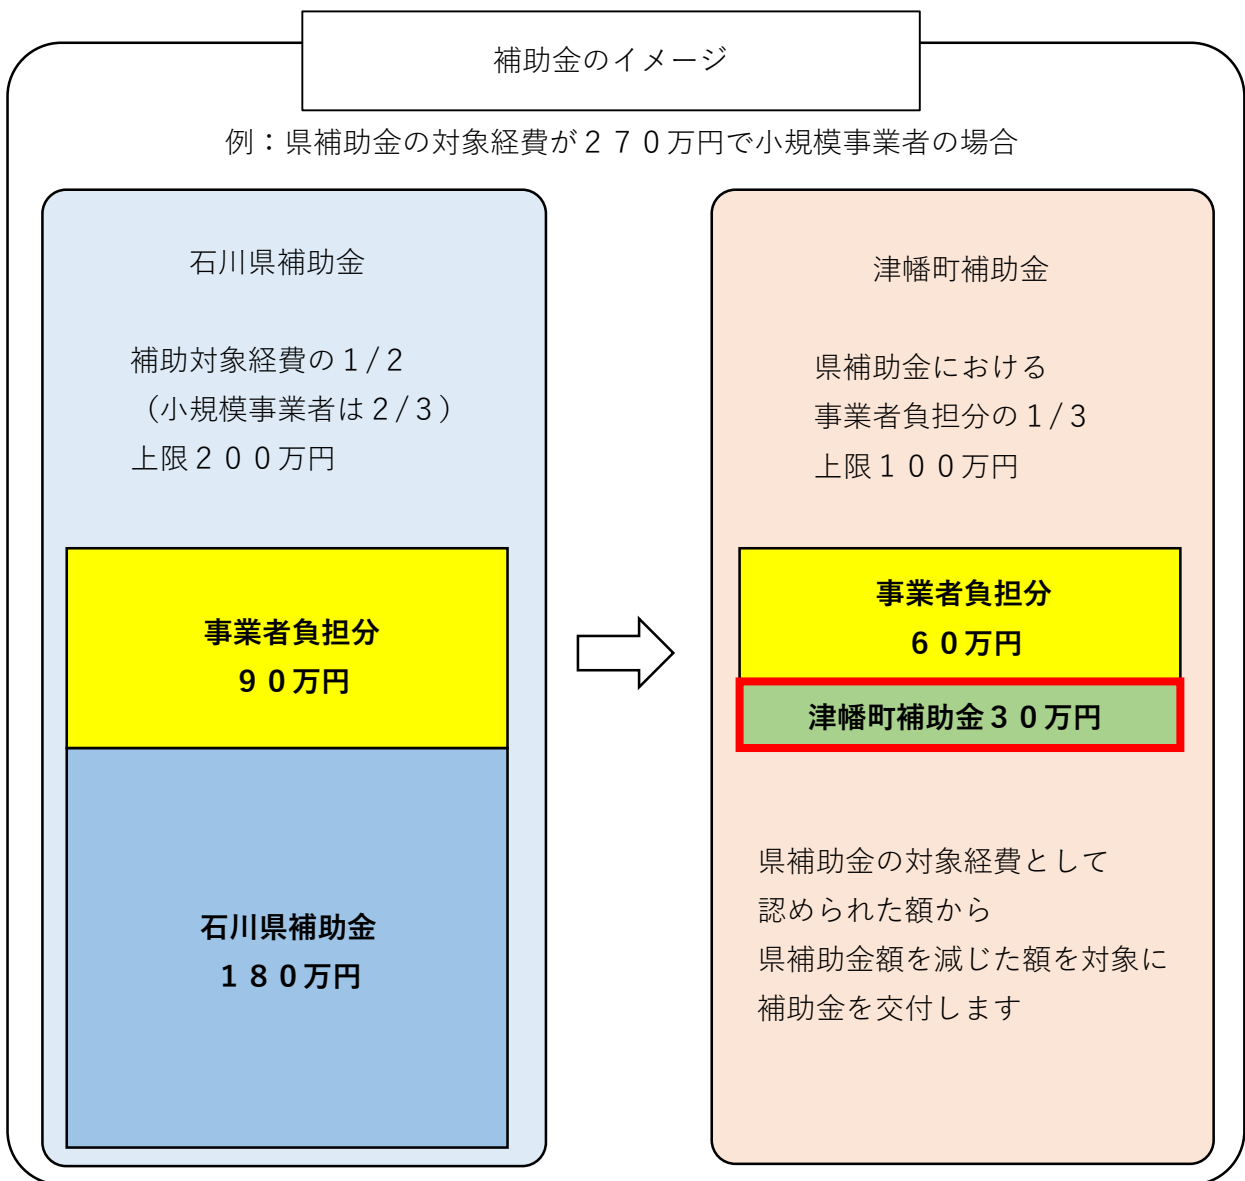 補助金のイメージ
例：県補助金の対象経費が２７０万円で小規模事業者の場合
石川県補助金
補助対象経費の１/２
（小規模事業者は２/３）
上限２００万円
事業者負担分
９０万円
石川県補助金
１８０万円
津幡町補助金
県補助金における
事業者負担分の１/３
上限１００万円
事業者負担分
６０万円
津幡町補助金３０万円
県補助金の対象経費として
認められた額から
県補助金額を減じた額を対象に
補助金を交付します